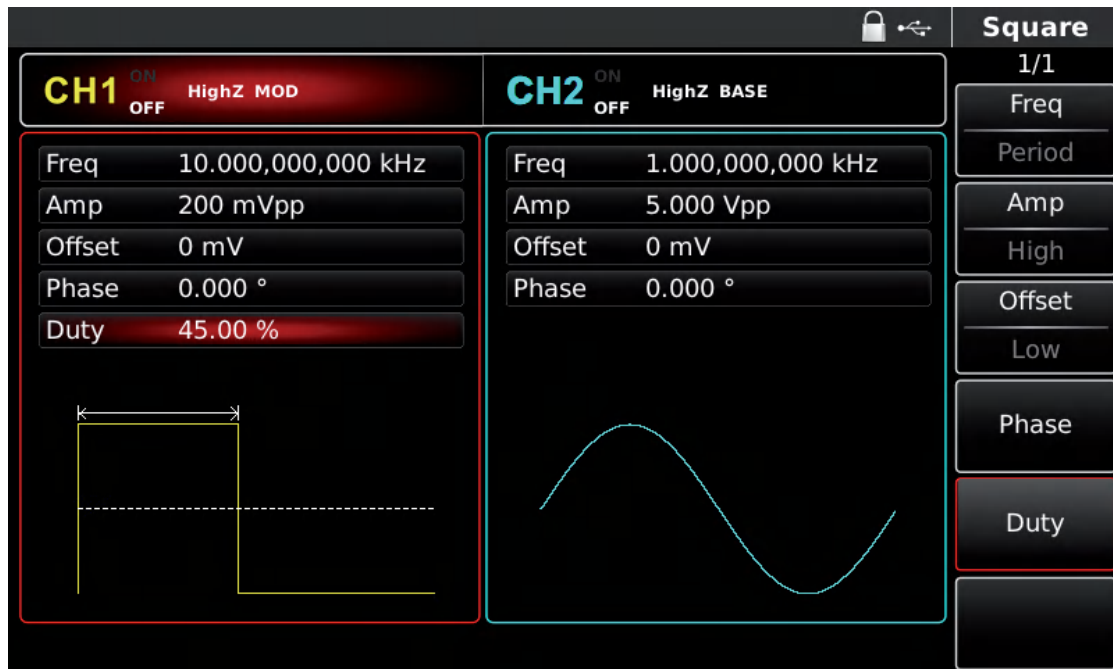 Square
1/1
CH1 ON OFF HighZ MOD
CH2 ON OFF HighZ BASE
Freq 10.000,000,000 kHz
Amp 200 mVpp
Offset 0 mV
Phase 0.000 °
Duty 45.00 %
Freq 1.000,000,000 kHz
Amp 5.000 Vpp
Offset 0 mV
Phase 0.000 °
Freq
Period
Amp
High
Offset
Low
Phase
Duty